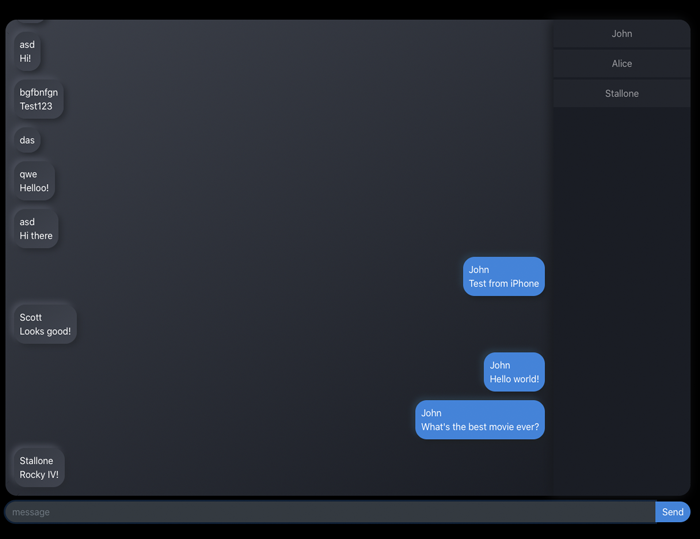 asd
Hi!
bgfbnfgn
Test123
das
qwe
Helloo!
asd
Hi there
John
Test from iPhone
Scott
Looks good!
John
Hello world!
John
What's the best movie ever?
Stallone
Rocky IV!
John
Alice
Stallone
message
Send